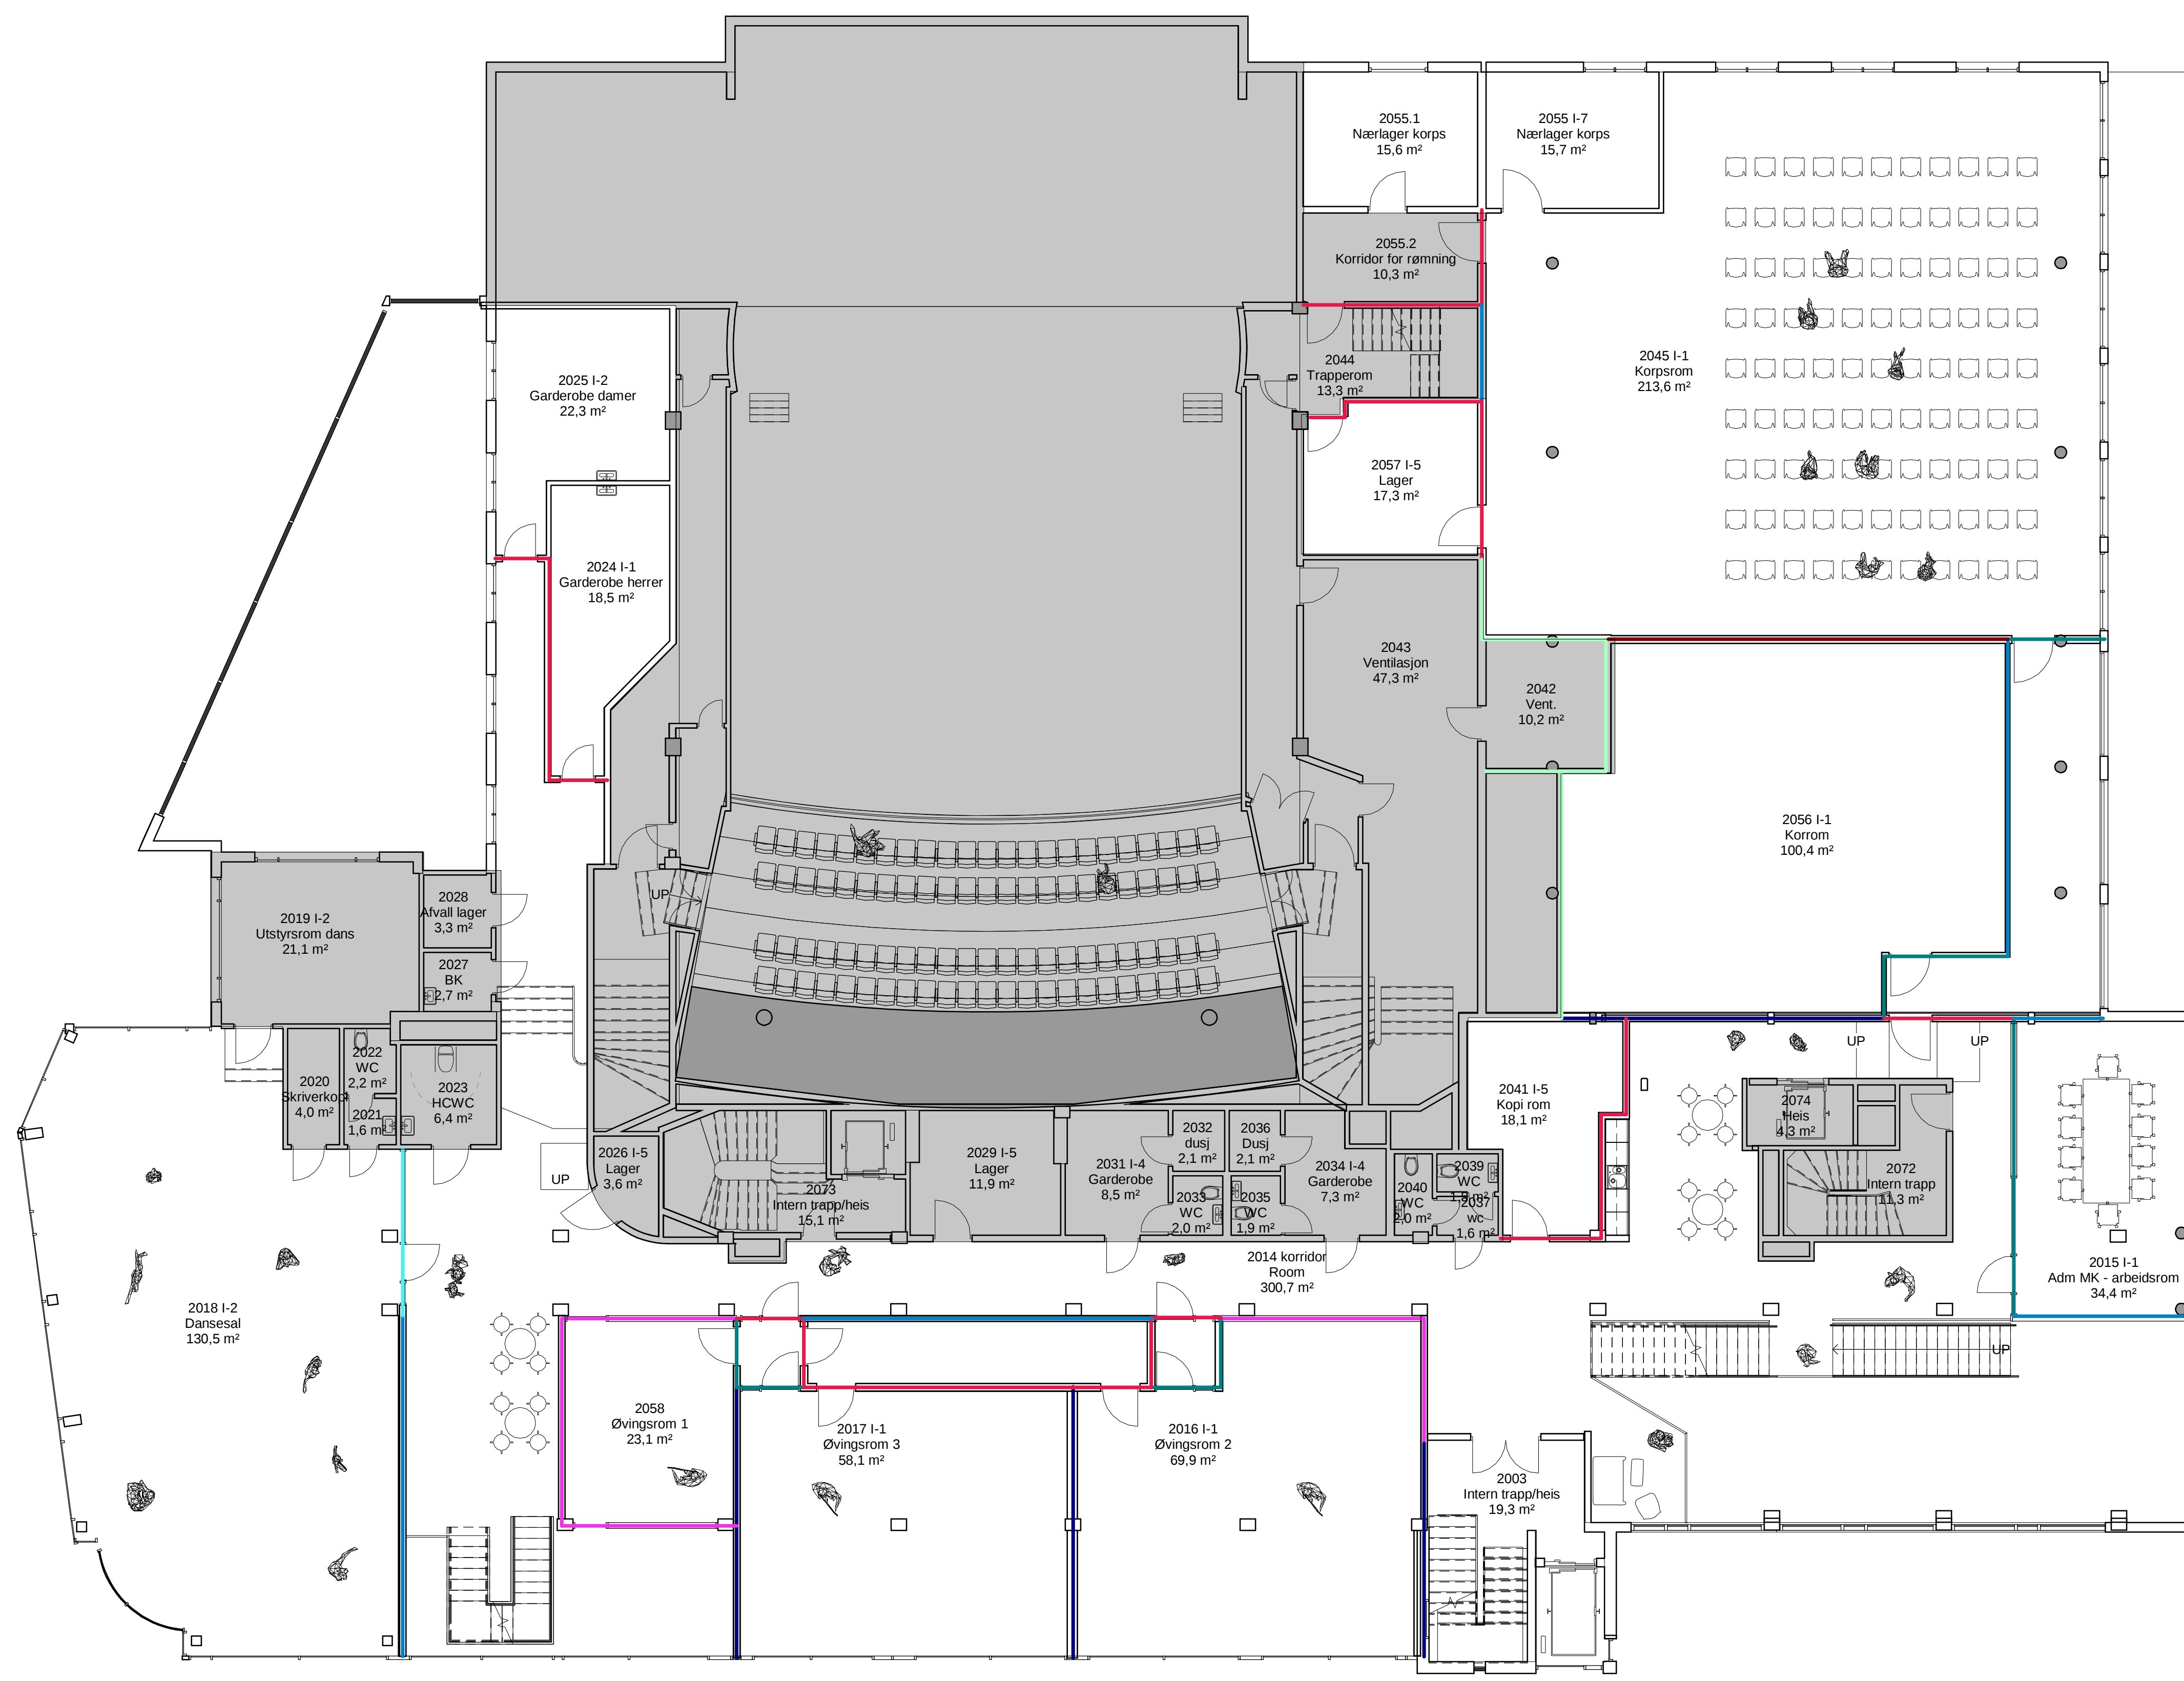 2055.1
Nærlager korps
15,6 m²
2055 I-7
Nærlager korps
15,7 m²
2055.2
Korridor for rømning
10,3 m²
2044
Trapperom
13,3 m²
2045 I-1
Korpsrom
213,6 m²
2025 I-2
Garderobe damer
22,3 m²
2057 I-5
Lager
17,3 m²
2024 I-1
Garderobe herrer
18,5 m²
2043
Ventilasjon
47,3 m²
2042
Vent.
10,2 m²
2056 I-1
Korrom
100,4 m²
UP
2028
Afvall lager
3,3 m²
2019 I-2
Utstyrsrom dans
21,1 m²
2027
BK
2,7 m²
UP
UP
2022
WC
2,2 m²
2020
Skriverkopi
4,0 m²
2023
HCWC
6,4 m²
2021
1,6 m²
2041 I-5
Kopi rom
18,1 m²
2074
Heis
4,3 m²
2026 I-5
Lager
3,6 m²
UP
2073
Intern trapp/heis
15,1 m²
2029 I-5
Lager
11,9 m²
2031 I-4
Garderobe
8,5 m²
2032
dusj
2,1 m²
2036
Dusj
2,1 m²
2033
WC
2,0 m²
2035
WC
1,9 m²
2034 I-4
Garderobe
7,3 m²
2040
WC
2,0 m²
2039
WC
2037
wc
1,6 m²
2072
Intern trapp
11,3 m²
2014 korridor
Room
300,7 m²
2015 I-1
Adm MK - arbeidsrom
34,4 m²
2018 I-2
Dansesal
130,5 m²
UP
2058
Øvingsrom 1
23,1 m²
2017 I-1
Øvingsrom 3
58,1 m²
2016 I-1
Øvingsrom 2
69,9 m²
2003
Intern trapp/heis
19,3 m²